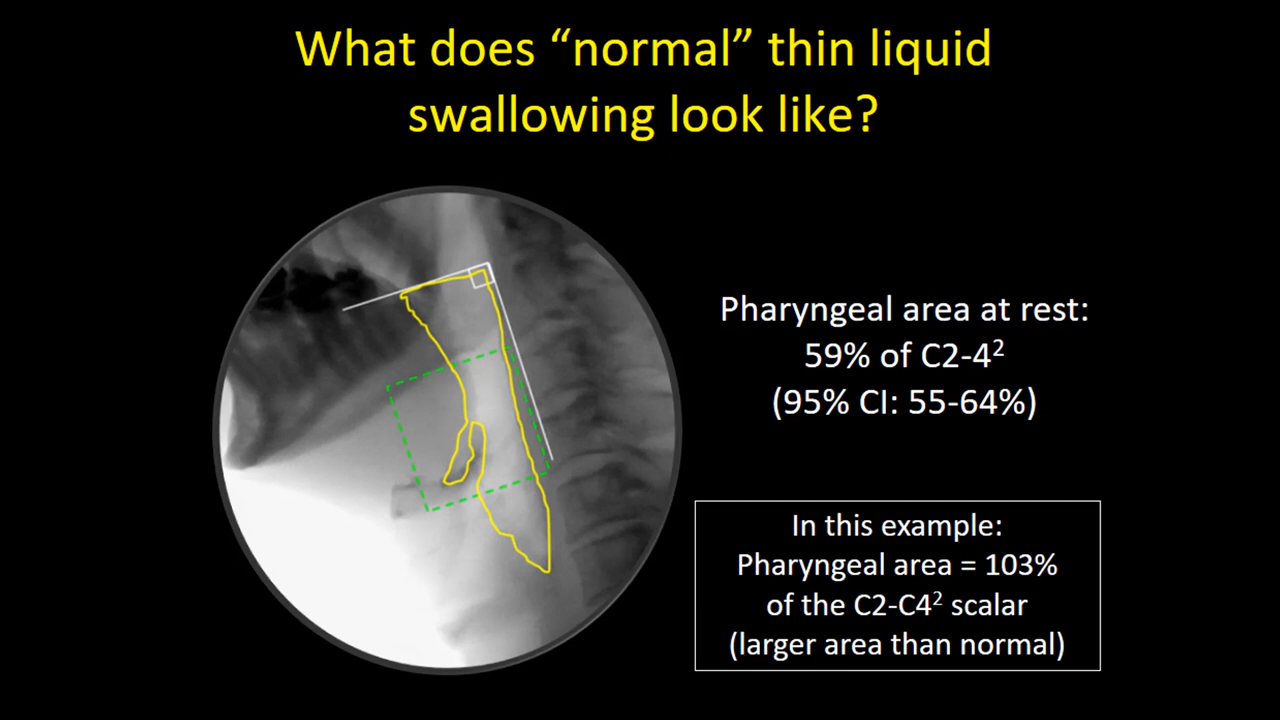 What does “normal” thin liquid
swallowing look like?
Pharyngeal area at rest:
59% of C2-4²
(95% CI: 55-64%)
In this example:
Pharyngeal area = 103%
of the C2-C4² scalar
(larger area than normal)